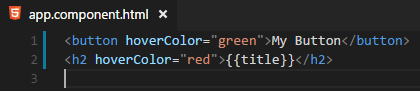 app.component.html ×
1 <button hoverColor="green">My Button</button>
2 <h2 hoverColor="red">{{title}}</h2>
3